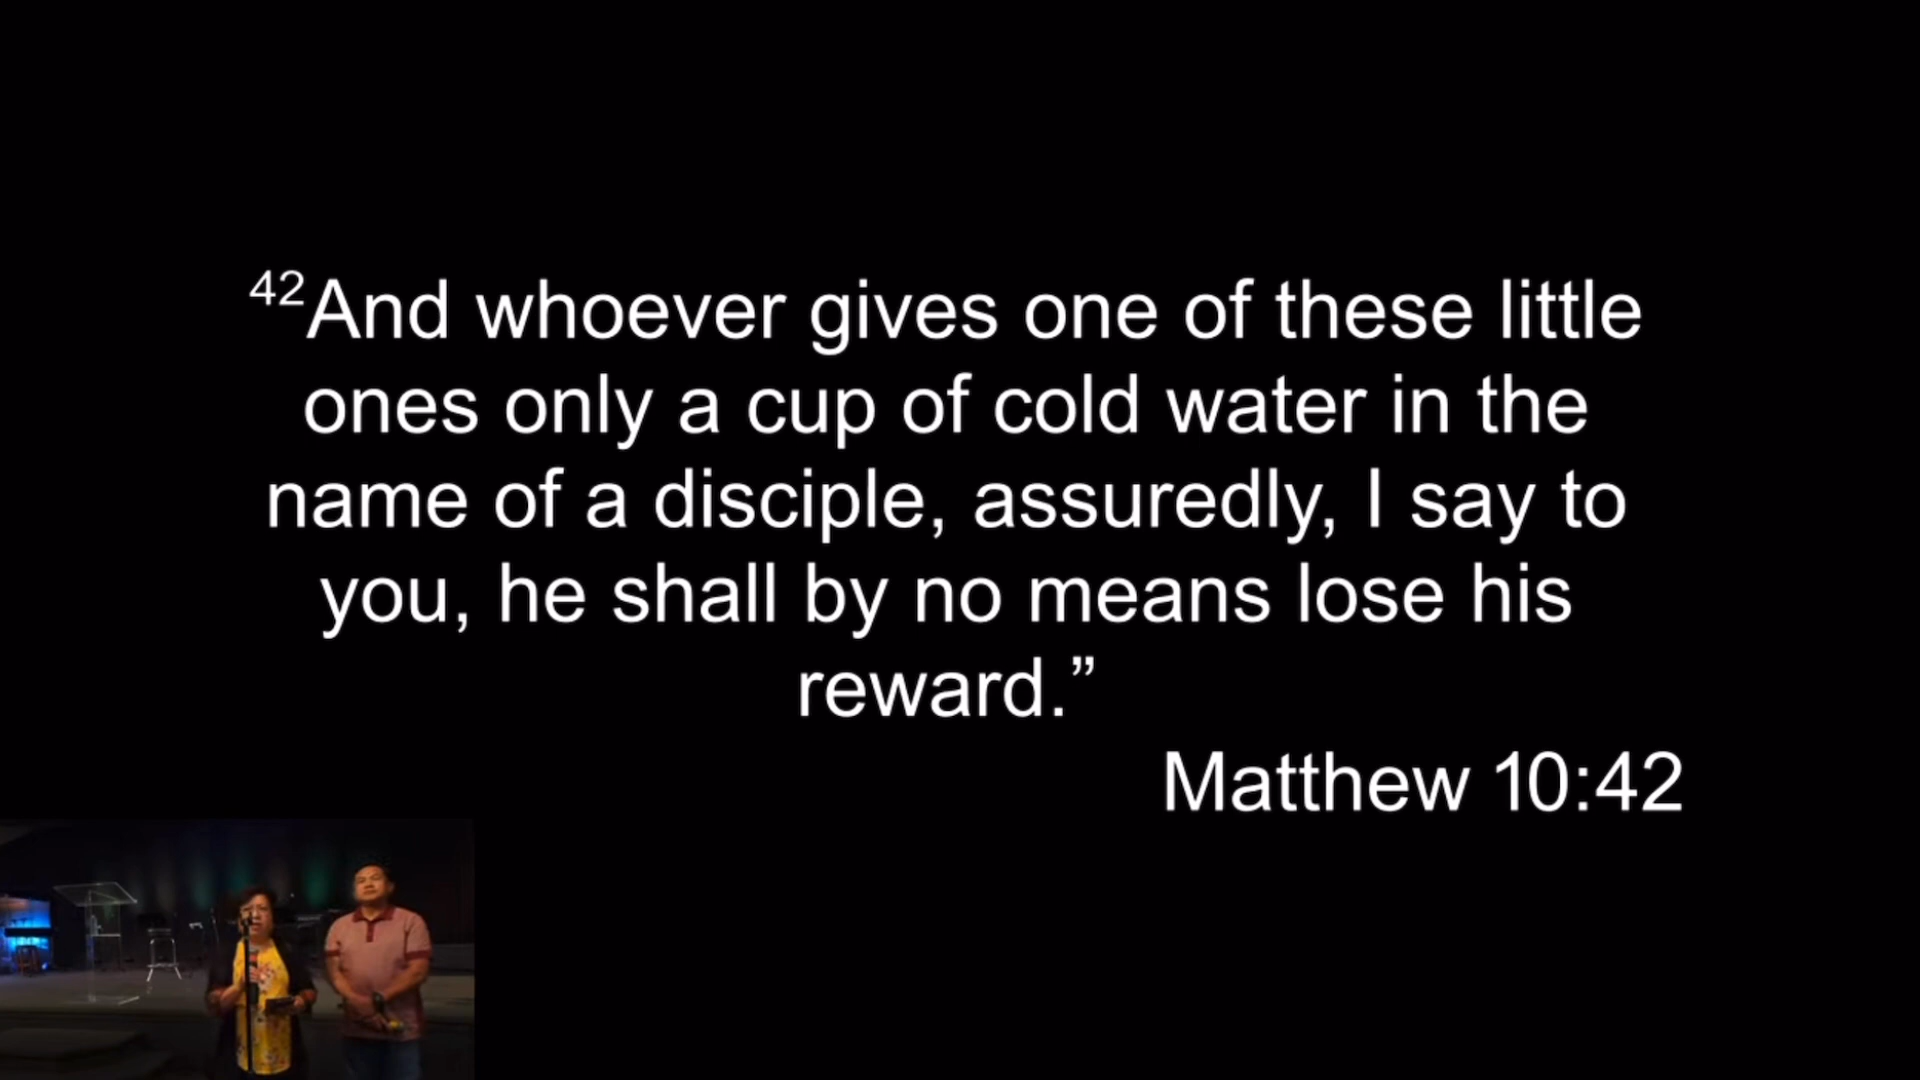 42And whoever gives one of these little
ones only a cup of cold water in the
name of a disciple, assuredly, I say to
you, he shall by no means lose his
reward.”
Matthew 10:42